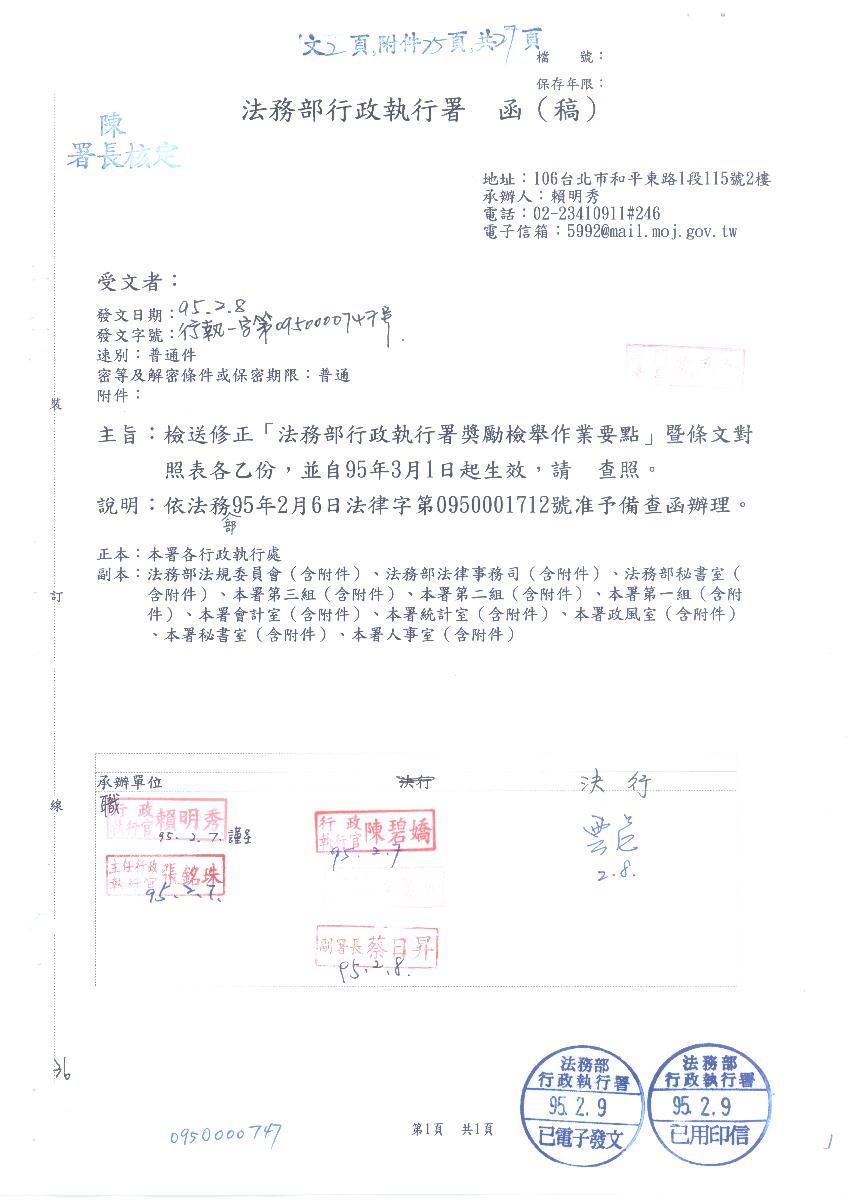 文2頁,附件25頁,共27頁
檔　號：
保存年限：
法務部行政執行署　函（稿）
陳
署長核定
地址：106台北市和平東路1段115號2樓
承辦人：賴明秀
電話：02-23410911#246
電子信箱：5992@mail.moj.gov.tw
受文者：
發文日期：95.2.8
發文字號：行執一字第0950000747號
速別：普通件
密等及解密條件或保密期限：普通
附件：
主旨：檢送修正「法務部行政執行署獎勵檢舉作業要點」暨條文對
照表各乙份，並自95年3月1日起生效，請　查照。
說明：依法務95年2月6日法律字第0950001712號准予備查函辦理。
部
正本：本署各行政執行處
副本：法務部法規委員會（含附件）、法務部法律事務司（含附件）、法務部秘書室（
含附件）、本署第三組（含附件）、本署第二組（含附件）、本署第一組（含附
件）、本署會計室（含附件）、本署統計室（含附件）、本署政風室（含附件）
、本署秘書室（含附件）、本署人事室（含附件）
裝
訂
線
承辦單位
決行
決行
職
行政執行官 賴明秀
95.2.7.謹呈
主任行政執行官 張銘珠
95.2.7.
行政執行官 陳碧嬌
95.2.7
副署長 蔡日昇
95.2.8.
2.8.
法務部
行政執行署
95.2.9
已電子發文
法務部
行政執行署
95.2.9
已用印信
0950000747
第1頁　共1頁